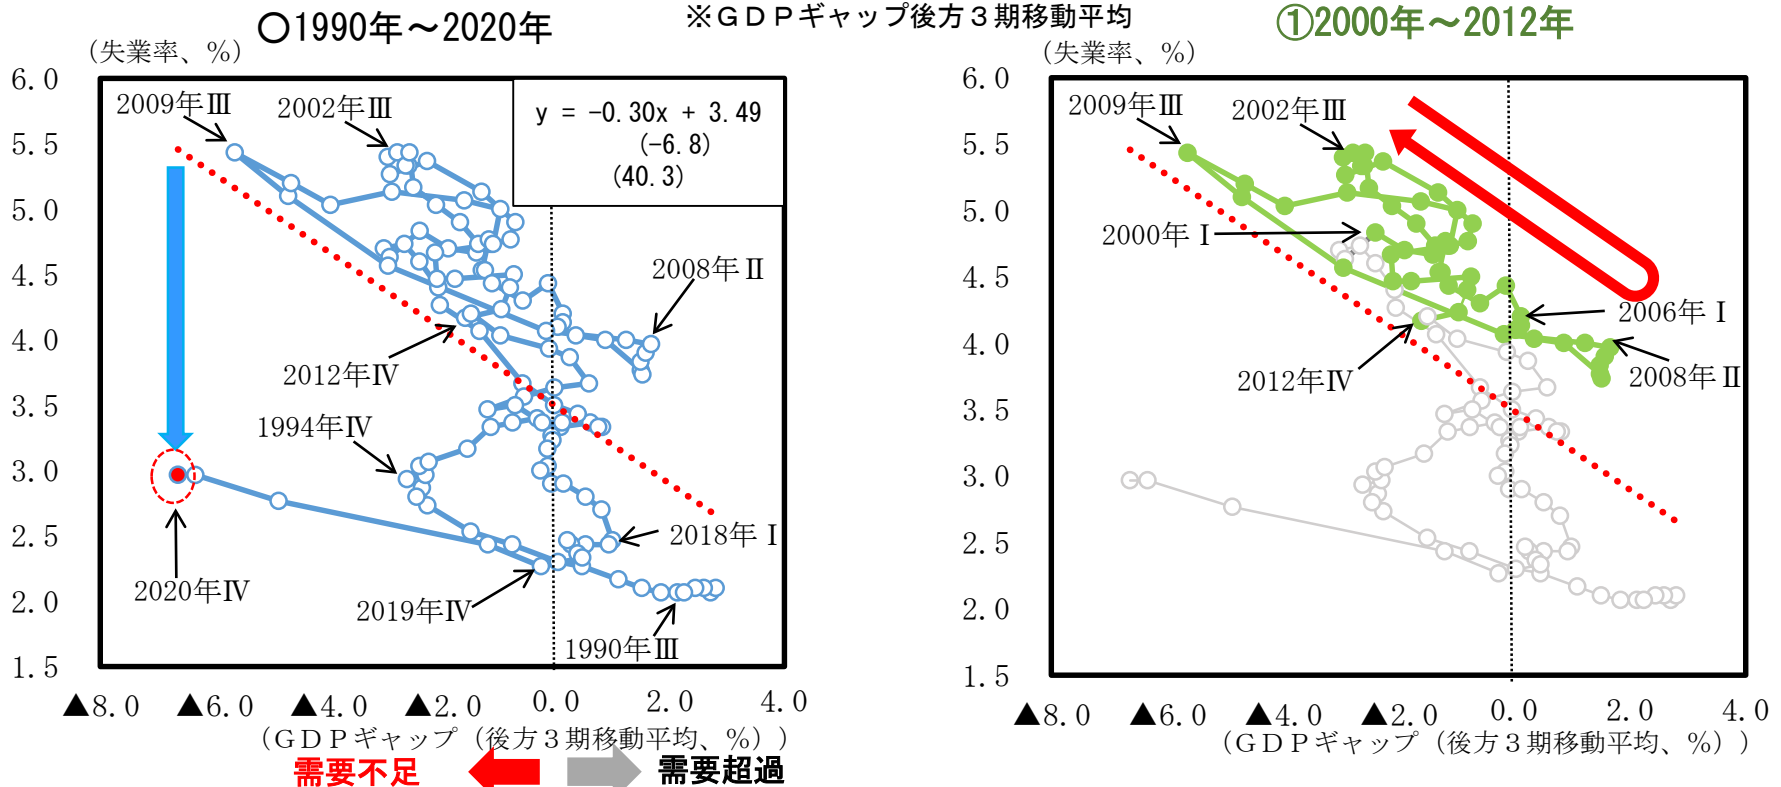 〇1990年～2020年
※ＧＤＰギャップ後方３期移動平均
①2000年～2012年
（失業率、％）
6.0
5.5
5.0
4.5
4.0
3.5
3.0
2.5
2.0
1.5
2009年Ⅲ
2002年Ⅲ
y = -0.30x + 3.49
(-6.8)
(40.3)
2008年Ⅱ
2012年Ⅳ
1994年Ⅳ
2018年Ⅰ
2020年Ⅳ
2019年Ⅳ
1990年Ⅲ
▲8.0 ▲6.0 ▲4.0 ▲2.0 0.0 2.0 4.0
（ＧＤＰギャップ（後方３期移動平均、％））
需要不足
需要超過
（失業率、％）
6.0
5.5
5.0
4.5
4.0
3.5
3.0
2.5
2.0
1.5
2009年Ⅲ
2002年Ⅲ
2000年Ⅰ
2006年Ⅰ
2012年Ⅳ
2008年Ⅱ
▲8.0 ▲6.0 ▲4.0 ▲2.0 0.0 2.0 4.0
（ＧＤＰギャップ（後方３期移動平均、％））